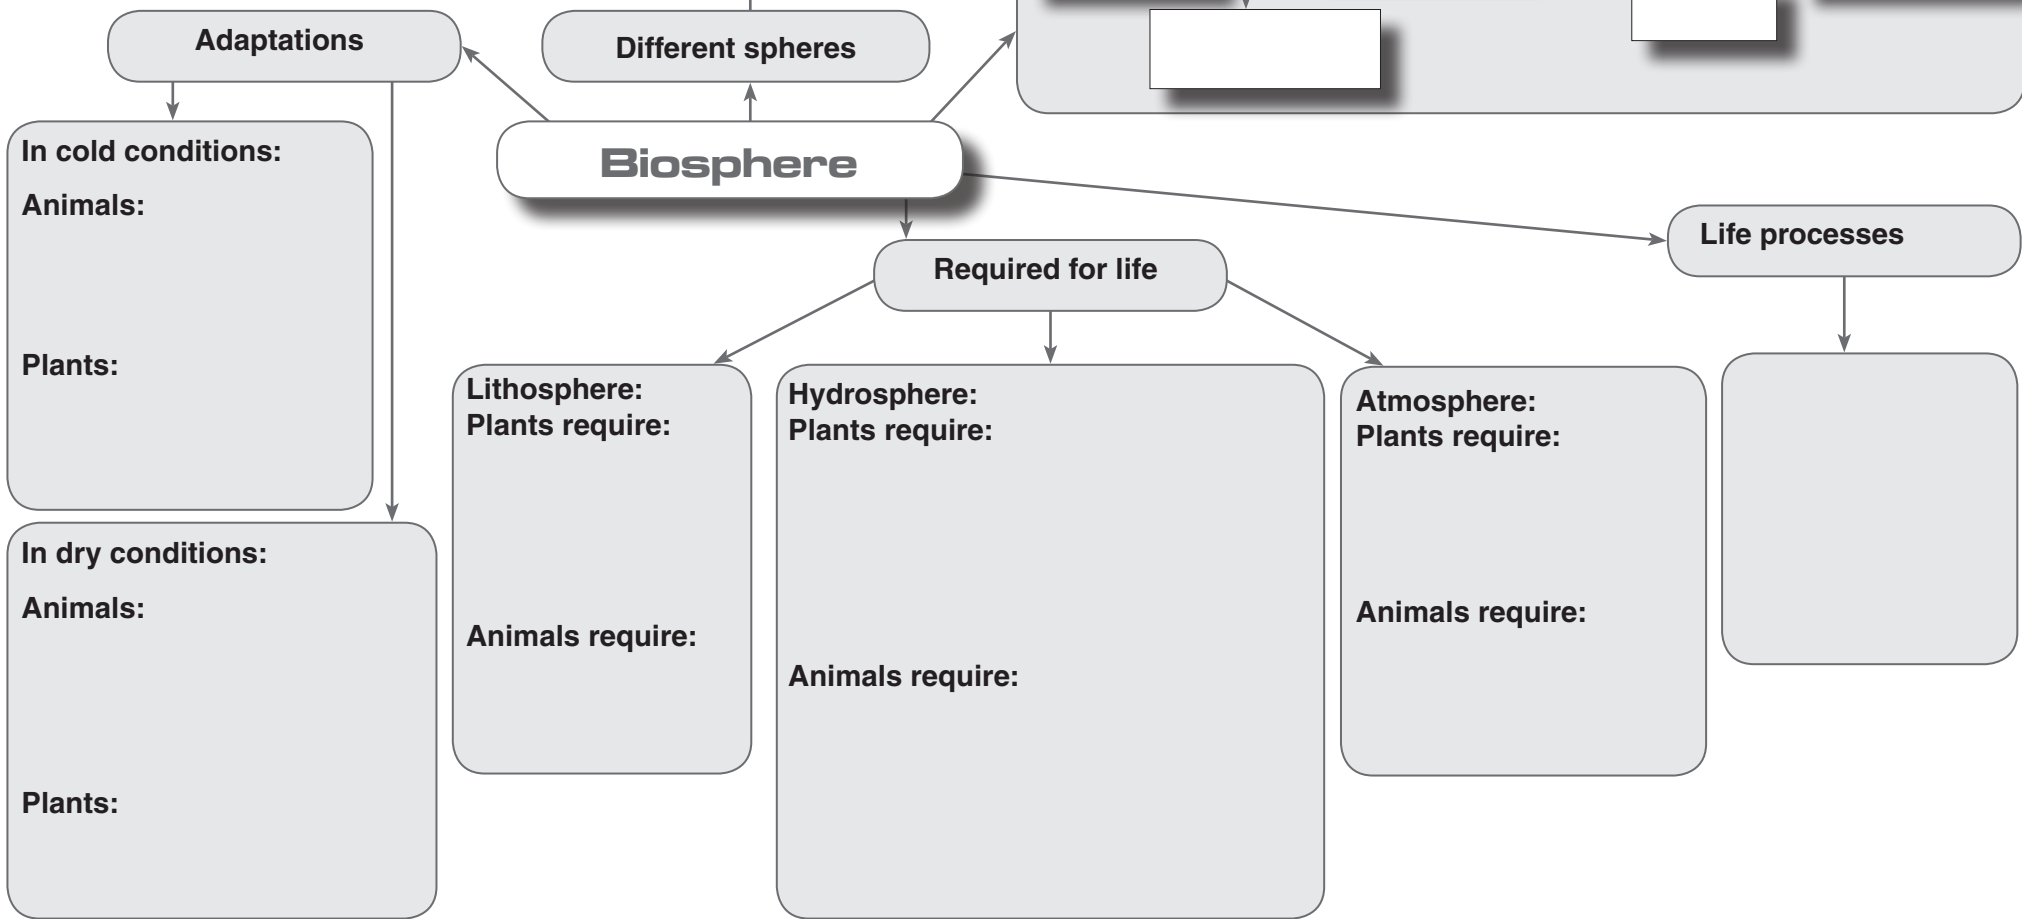 Adaptations
Different spheres
Biosphere
In cold conditions:
Animals:
Plants:
In dry conditions:
Animals:
Plants:
Required for life
Lithosphere:
Plants require:
Animals require:
Hydrosphere:
Plants require:
Animals require:
Atmosphere:
Plants require:
Animals require:
Life processes